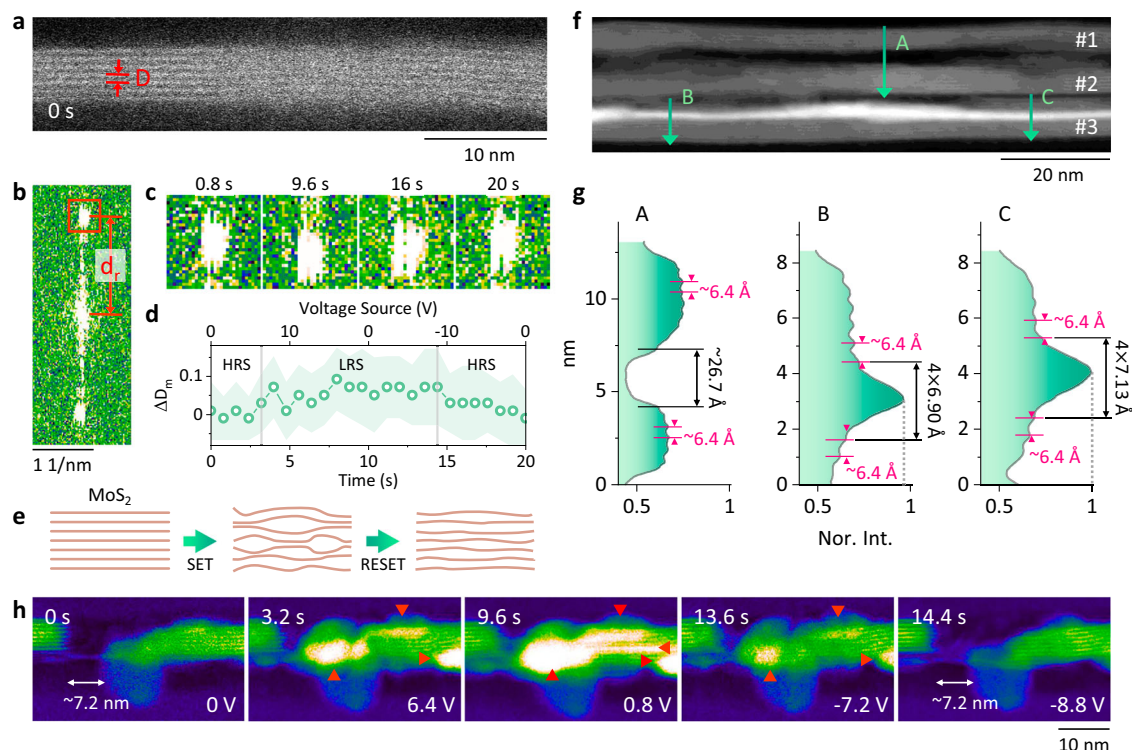 a
D
0 s
10 nm
f
A
B
C
#1
#2
#3
20 nm
b
dr
1 1/nm
c
0.8 s
9.6 s
16 s
20 s
d
Voltage Source (V)
0
10
0
-10
0
HRS
LRS
HRS
0.1
0
ΔDm
0
5
10
15
20
Time (s)
e
MoS2
SET
RESET
g
A
B
C
nm
10
5
0
~6.4 Å
~26.7 Å
~6.4 Å
0.5
1
8
6
4
2
0
~6.4 Å
4×6.90 Å
~6.4 Å
0.5
1
8
6
4
2
0
~6.4 Å
4×7.13 Å
~6.4 Å
0.5
1
Nor. Int.
h
0 s
~7.2 nm
0 V
3.2 s
6.4 V
9.6 s
0.8 V
13.6 s
-7.2 V
14.4 s
~7.2 nm
-8.8 V
10 nm